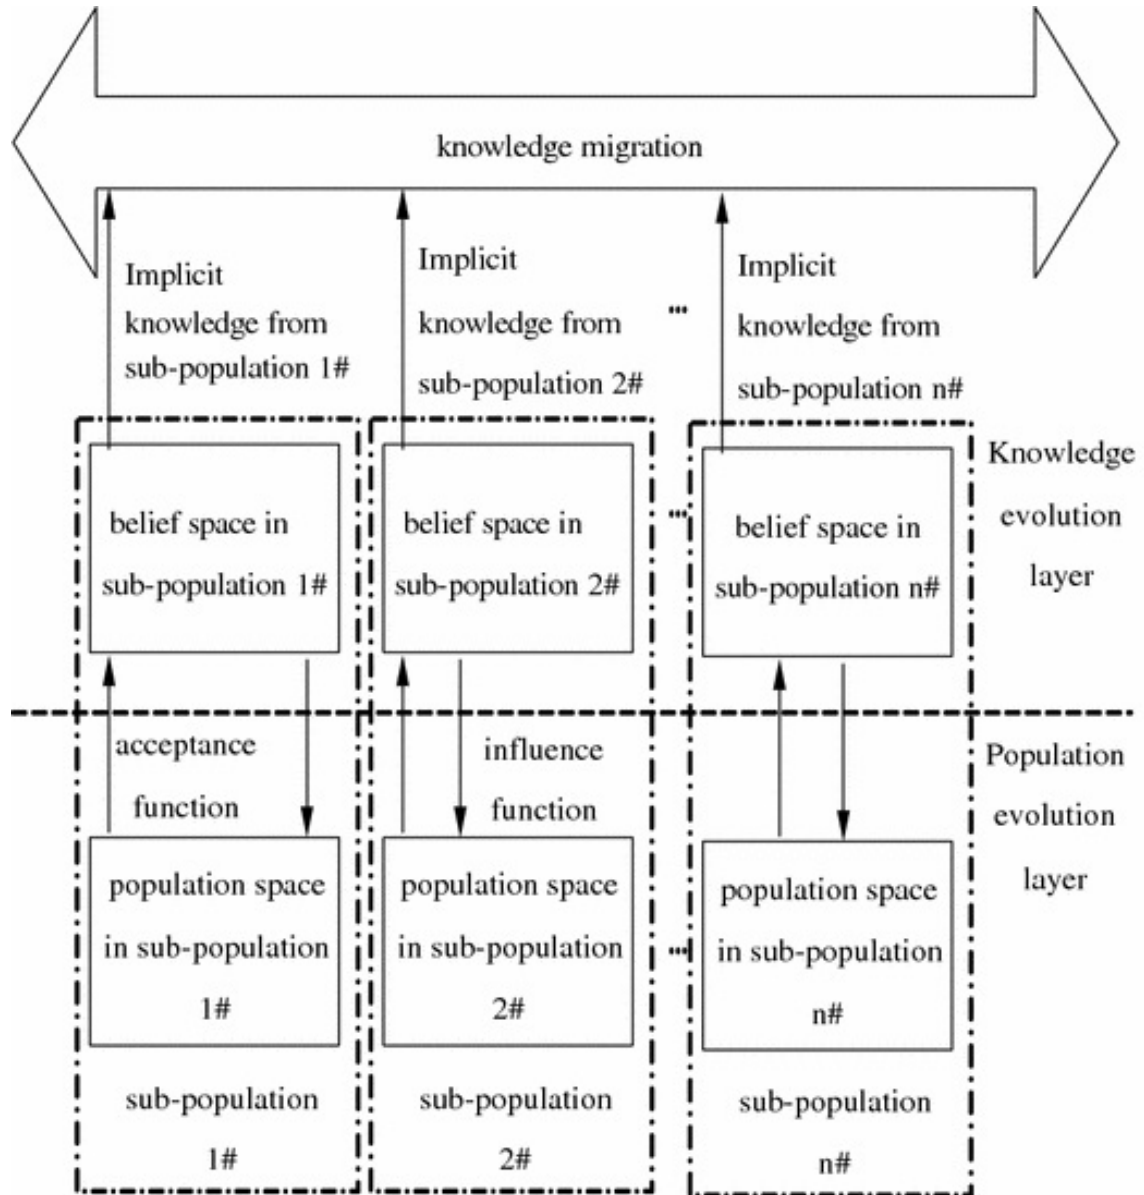 knowledge migration
Implicit
knowledge from
sub-population 1#
Implicit
knowledge from
sub-population 2#
...
Implicit
knowledge from
sub-population n#
belief space in
sub-population 1#
belief space in
sub-population 2#
...
belief space in
sub-population n#
Knowledge
evolution
layer
acceptance
function
influence
function
Population
evolution
layer
population space
in sub-population
1#
population space
in sub-population
2#
...
population space
in sub-population
n#
sub-population
1#
sub-population
2#
sub-population
n#